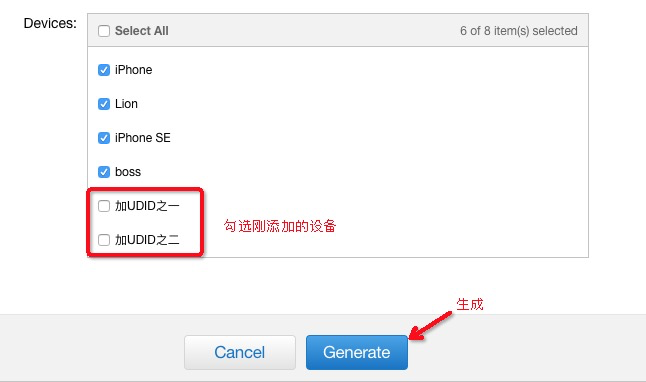 Devices:
Select All
6 of 8 item(s) selected
iPhone
Lion
iPhone SE
boss
加UDID之一
加UDID之二
勾选刚添加的设备
生成
Cancel
Generate